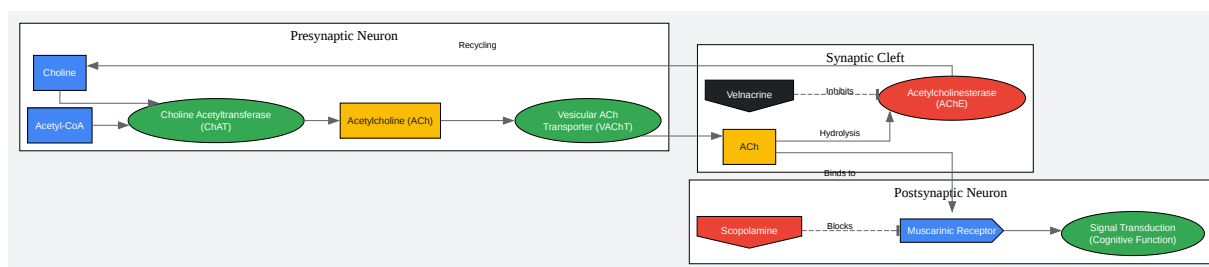 Presynaptic Neuron
Recycling
Choline
Acetyl-CoA
Choline Acetyltransferase
(ChAT)
Acetylcholine (ACh)
Vesicular ACh
Transporter (VAChT)
Synaptic Cleft
Velnacrine
Inhibits
Acetylcholinesterase
(AChE)
ACh
Hydrolysis
Binds to
Postsynaptic Neuron
Scopolamine
Blocks
Muscarinic Receptor
Signal Transduction
(Cognitive Function)